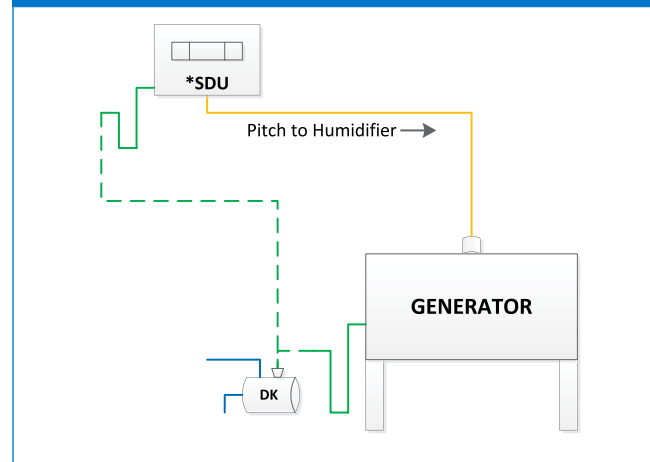 *SDU
Pitch to Humidifier
GENERATOR
DK